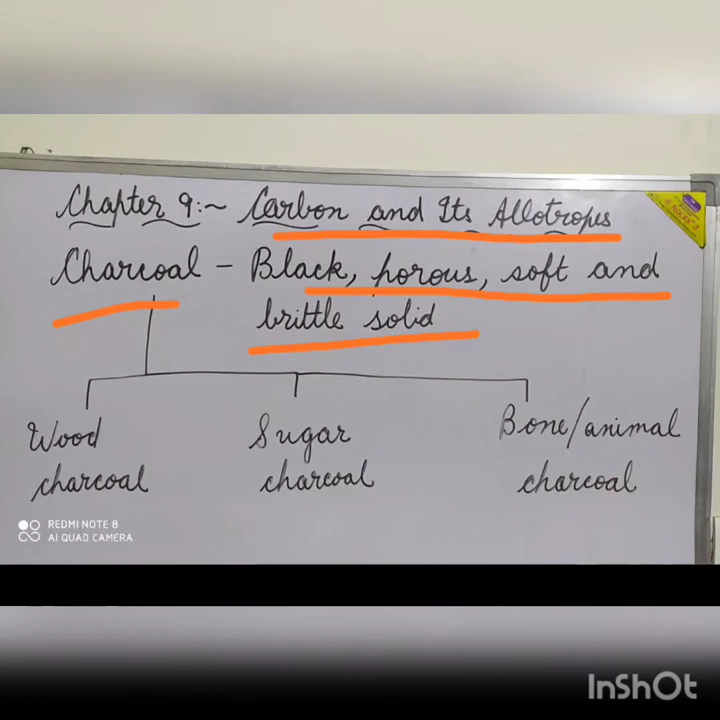 Chapter 9:~ Carbon and Its Allotropes
Charcoal - Black, porous, soft and
brittle solid
Wood charcoal
Sugar charcoal
Bone/animal charcoal
REDMI NOTE 8
AI QUAD CAMERA
InShOt